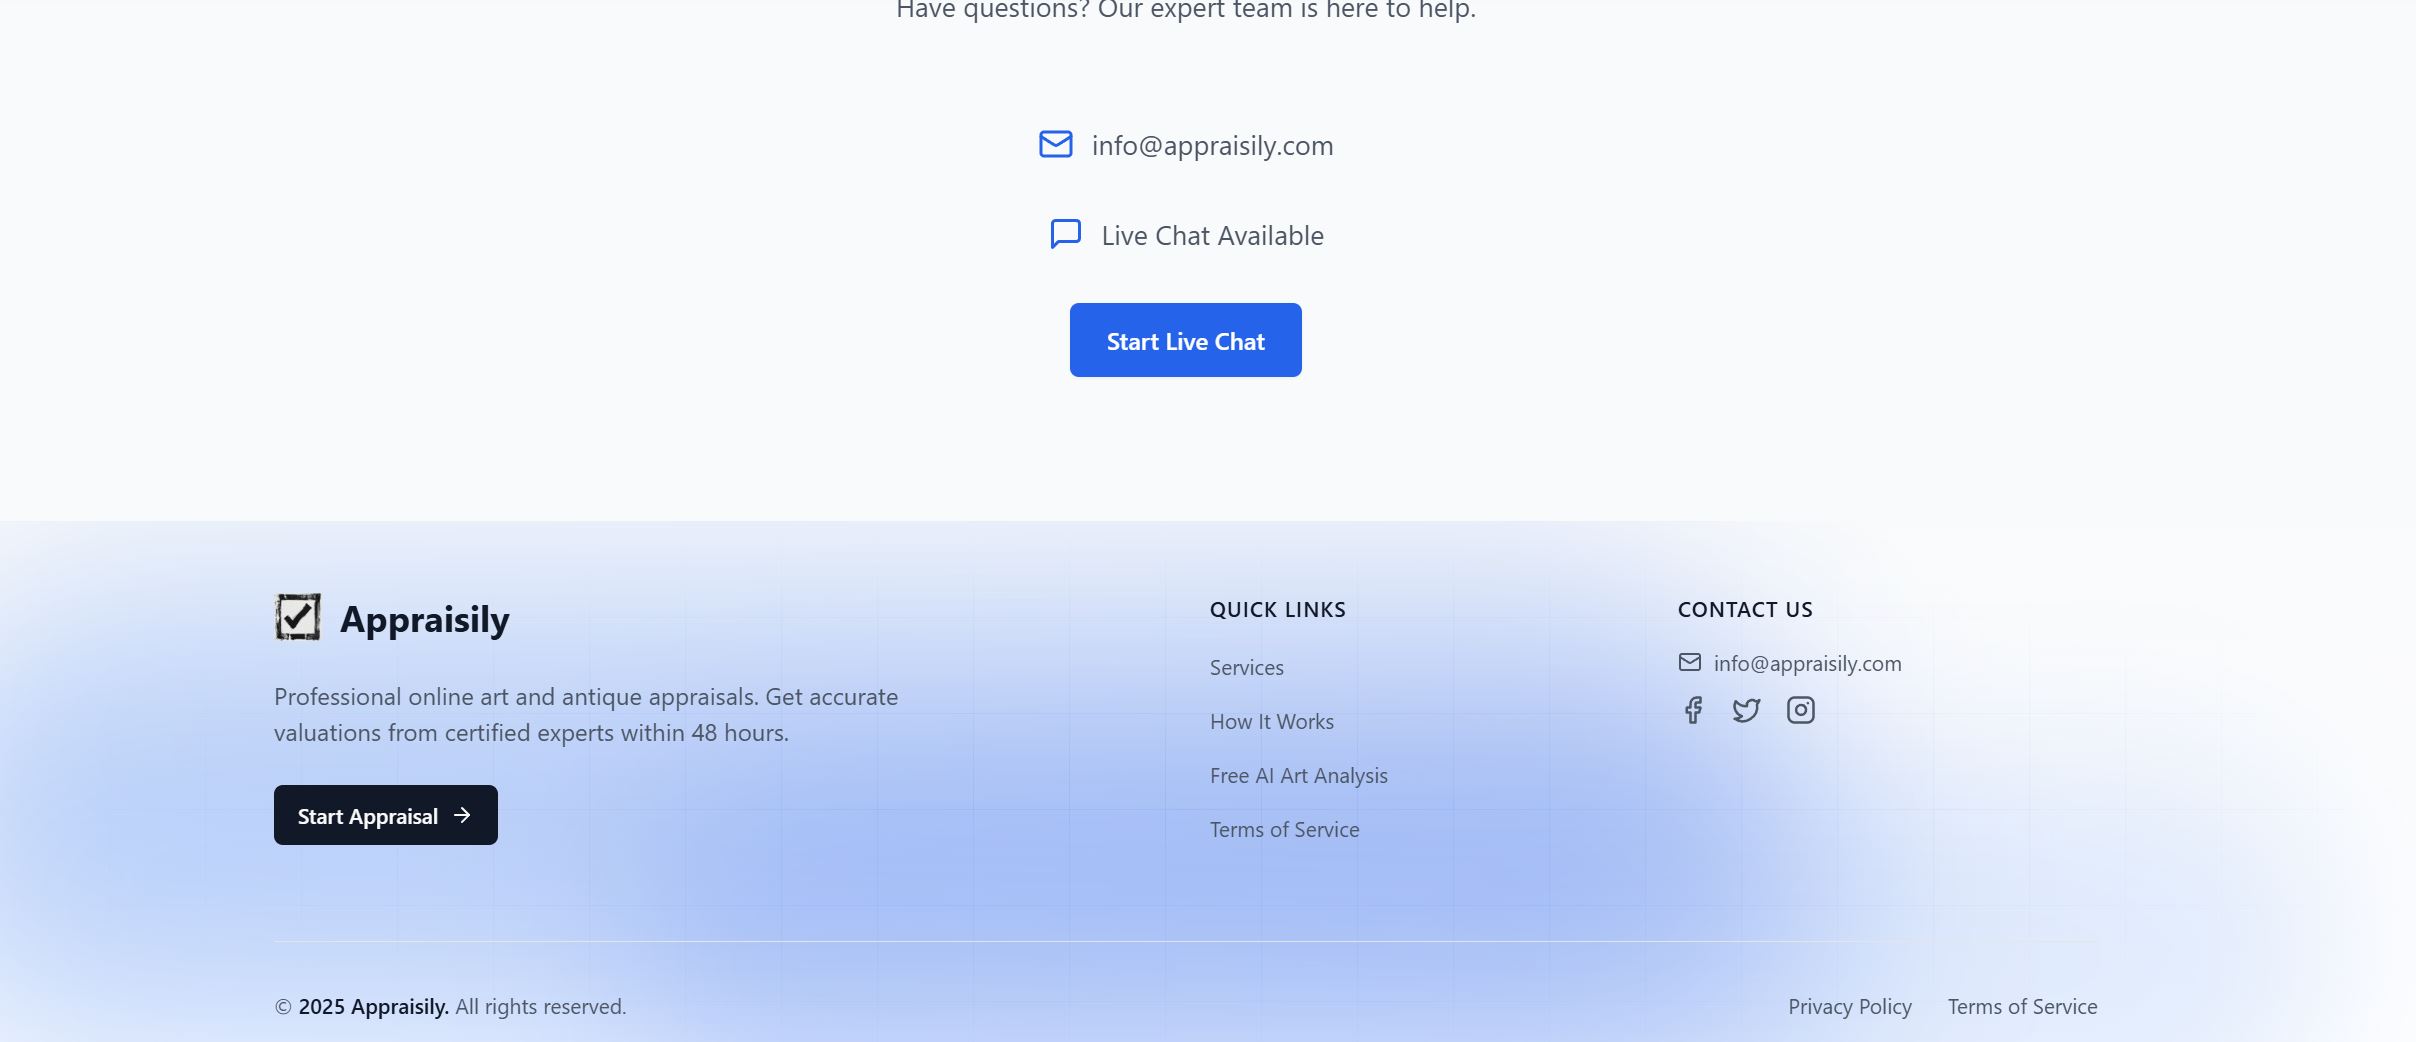 Have questions? Our expert team is here to help.
info@appraisily.com
Live Chat Available
Start Live Chat
Appraisily
Professional online art and antique appraisals. Get accurate
valuations from certified experts within 48 hours.
Start Appraisal
QUICK LINKS
Services
How It Works
Free AI Art Analysis
Terms of Service
CONTACT US
info@appraisily.com
© 2025 Appraisily. All rights reserved.
Privacy Policy
Terms of Service